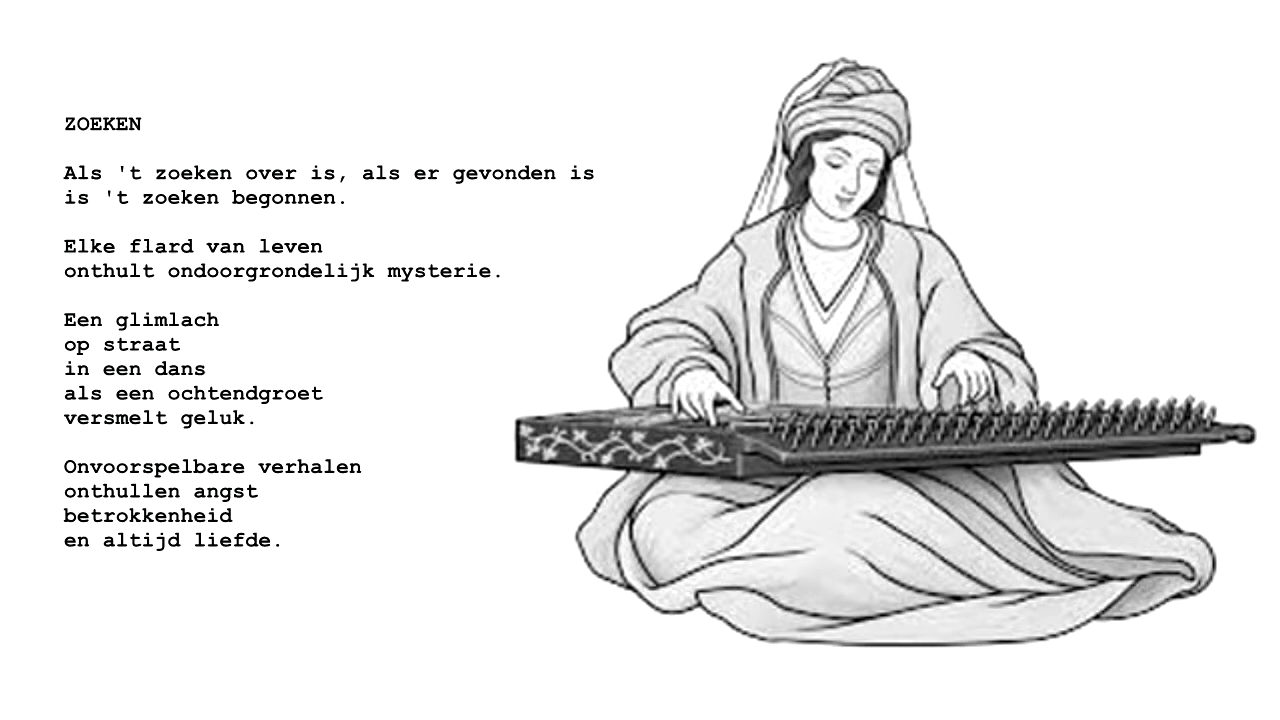 ZOEKEN
Als 't zoeken over is, als er gevonden is
is 't zoeken begonnen.
Elke flard van leven
onthult ondoorgrondelijk mysterie.
Een glimlach
op straat
in een dans
als een ochtendgroet
versmelt geluk.
Onvoorspelbare verhalen
onthullen angst
betrokkenheid
en altijd liefde.